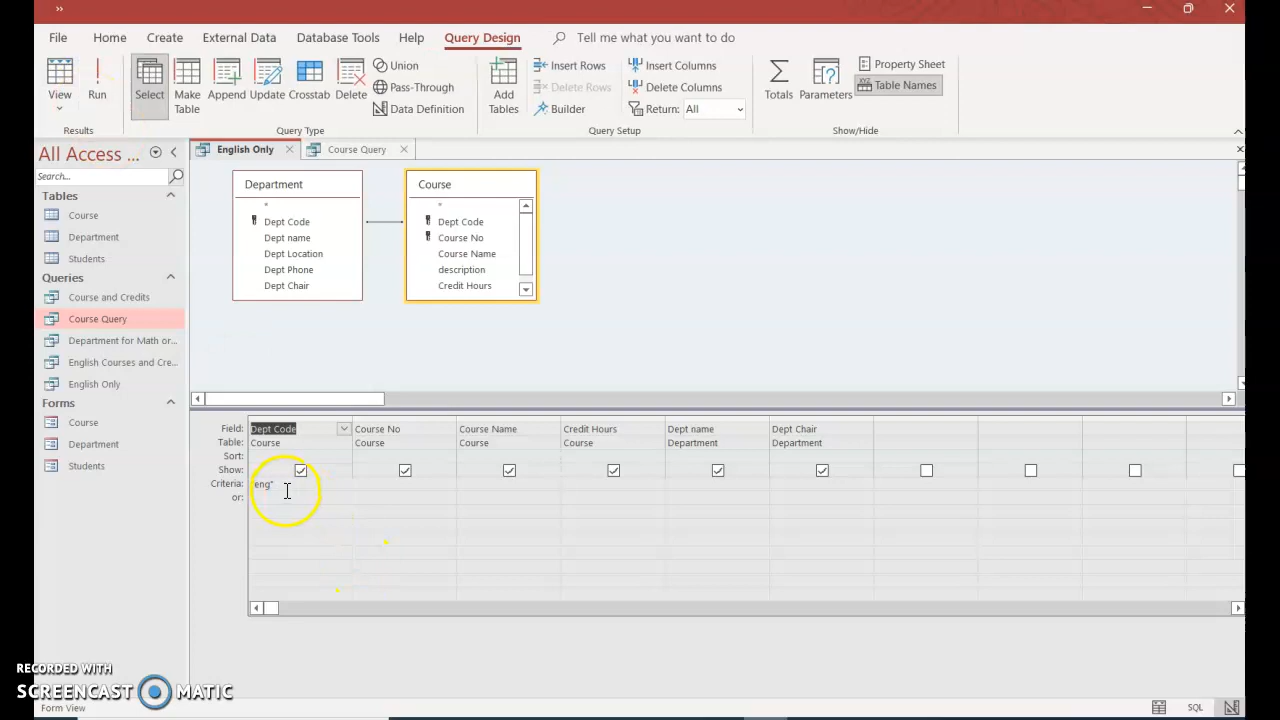 »
File Home Create External Data Database Tools Help Query Design Tell me what you want to do
View
Run
Select
Make Table
Append
Update
Crosstab
Delete
Union
Pass-Through
Data Definition
Add Tables
Insert Rows
Delete Rows
Builder
Insert Columns
Delete Columns
Return: All
Totals
Parameters
Property Sheet
Table Names
Results Query Type Query Setup Show/Hide
All Access ...
Search...
Tables
Course
Department
Students
Queries
Course and Credits
Course Query
Department for Math or...
English Courses and Cre...
English Only
Forms
Course
Department
Students
English Only Course Query
Department
*
Dept Code
Dept name
Dept Location
Dept Phone
Dept Chair
Course
*
Dept Code
Course No
Course Name
description
Credit Hours
Field: Dept Code Course No Course Name Credit Hours Dept name Dept Chair
Table: Course Course Course Course Department Department
Sort:
Show:
Criteria: "eng"
or:
RECORDED WITH
SCREENCAST MATIC
Form View SQL